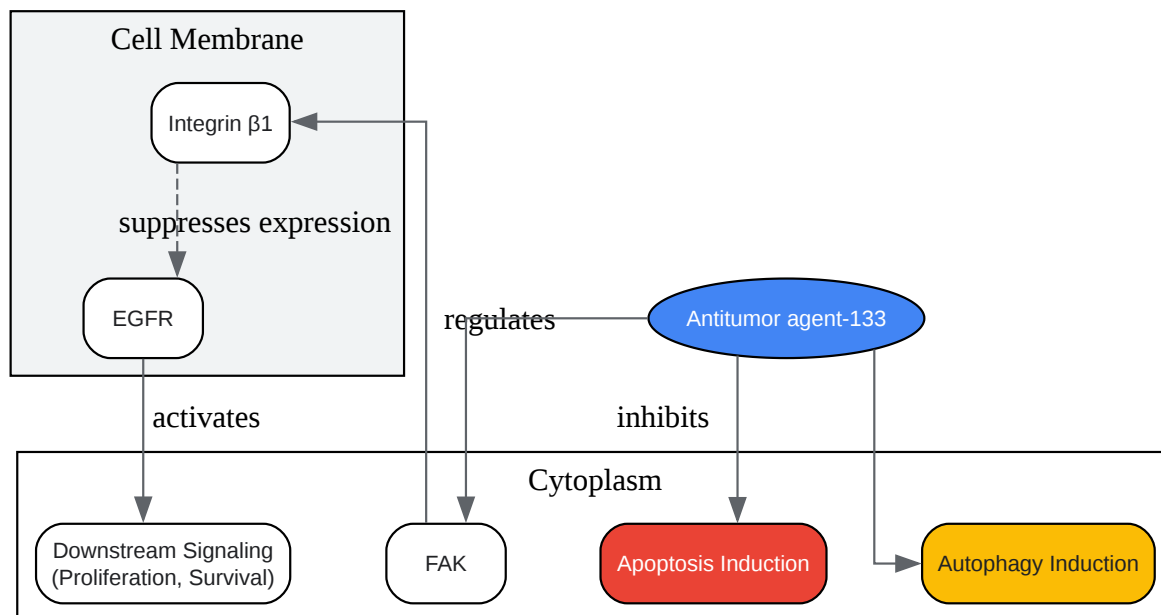 Cell Membrane
Integrin β1
suppresses expression
EGFR
regulates
Antitumor agent-133
activates
inhibits
Cytoplasm
Downstream Signaling
(Proliferation, Survival)
FAK
Apoptosis Induction
Autophagy Induction